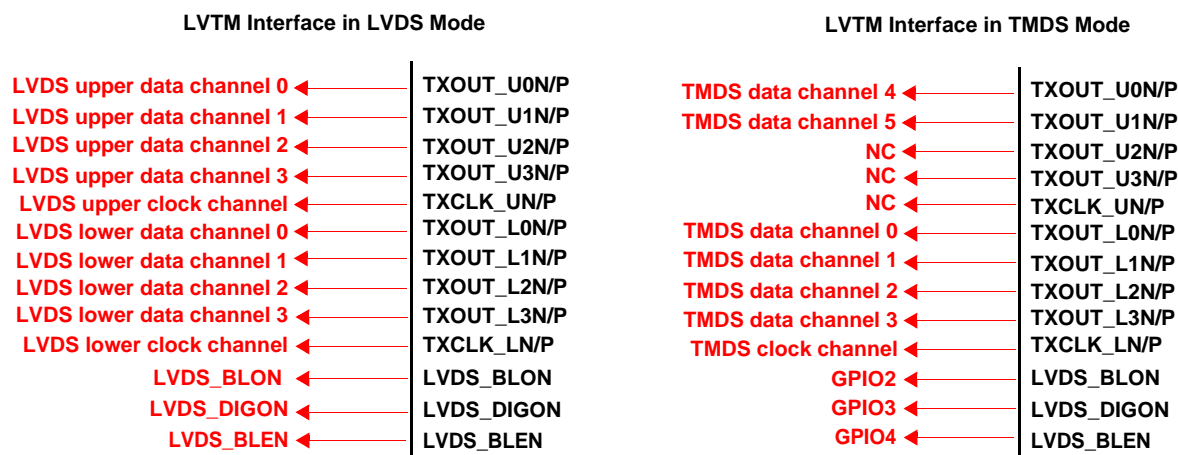 LVTM Interface in LVDS Mode
LVDS upper data channel 0 TXOUT_U0N/P
LVDS upper data channel 1 TXOUT_U1N/P
LVDS upper data channel 2 TXOUT_U2N/P
LVDS upper data channel 3 TXOUT_U3N/P
LVDS upper clock channel TXCLK_UN/P
LVDS lower data channel 0 TXOUT_L0N/P
LVDS lower data channel 1 TXOUT_L1N/P
LVDS lower data channel 2 TXOUT_L2N/P
LVDS lower data channel 3 TXOUT_L3N/P
LVDS lower clock channel TXCLK_LN/P
LVDS_BLON LVDS_BLON
LVDS_DIGON LVDS_DIGON
LVDS_BLEN LVDS_BLEN
LVTM Interface in TMDS Mode
TMDS data channel 4 TXOUT_U0N/P
TMDS data channel 5 TXOUT_U1N/P
NC TXOUT_U2N/P
NC TXOUT_U3N/P
NC TXCLK_UN/P
TMDS data channel 0 TXOUT_L0N/P
TMDS data channel 1 TXOUT_L1N/P
TMDS data channel 2 TXOUT_L2N/P
TMDS data channel 3 TXOUT_L3N/P
TMDS clock channel TXCLK_LN/P
GPIO2 LVDS_BLON
GPIO3 LVDS_DIGON
GPIO4 LVDS_BLEN